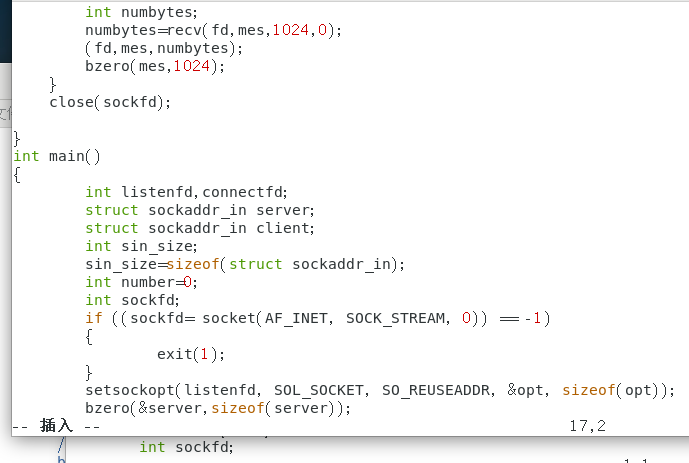 int numbytes;
numbytes=recv(fd,mes,1024,0);
(fd,mes,numbytes);
bzero(mes,1024);
}
close(sockfd);
}
int main()
{
int listenfd,connectfd;
struct sockaddr_in server;
struct sockaddr_in client;
int sin_size;
sin_size=sizeof(struct sockaddr_in);
int number=0;
int sockfd;
if ((sockfd= socket(AF_INET, SOCK_STREAM, 0)) ==-1)
{
exit(1);
}
setsockopt(listenfd, SOL_SOCKET, SO_REUSEADDR, &opt, sizeof(opt));
bzero(&server,sizeof(server));
-- 插入 -- 17,2
int sockfd;